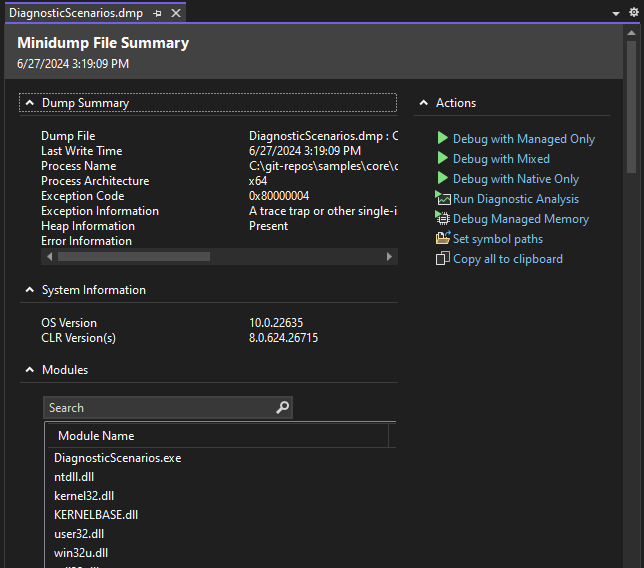 DiagnosticScenarios.dmp
Minidump File Summary
6/27/2024 3:19:09 PM
Dump Summary
Dump File DiagnosticScenarios.dmp : C
Last Write Time 6/27/2024 3:19:09 PM
Process Name C:\git-repos\samples\core\
Process Architecture x64
Exception Code 0x80000004
Exception Information A trace trap or other single-i
Heap Information Present
Error Information
System Information
OS Version 10.0.22635
CLR Version(s) 8.0.624.26715
Modules
Search
Module Name
DiagnosticScenarios.exe
ntdll.dll
kernel32.dll
KERNELBASE.dll
user32.dll
win32u.dll
Actions
Debug with Managed Only
Debug with Mixed
Debug with Native Only
Run Diagnostic Analysis
Debug Managed Memory
Set symbol paths
Copy all to clipboard